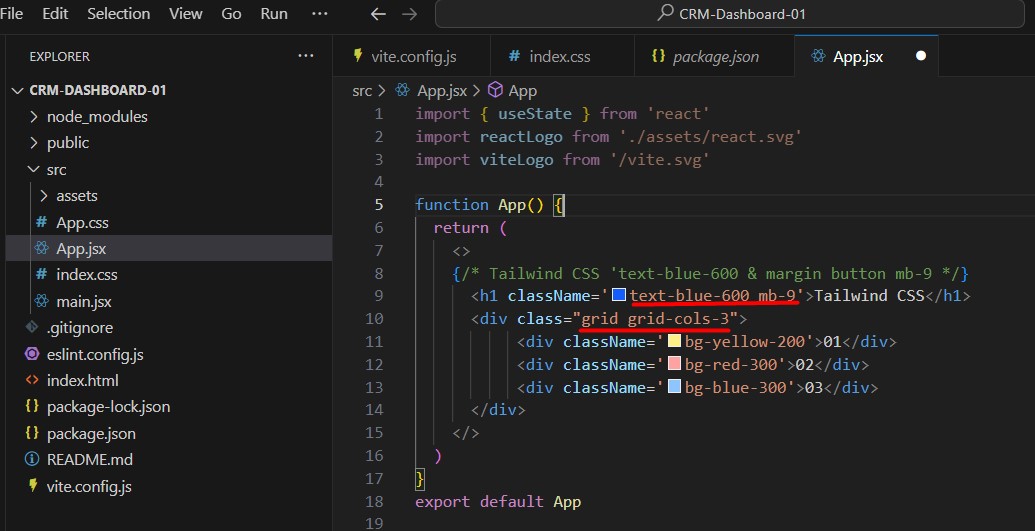 File Edit Selection View Go Run ··· ← → CRM-Dashboard-01
EXPLORER ···
CRM-DASHBOARD-01
node_modules
public
src
assets
# App.css
App.jsx
# index.css
main.jsx
.gitignore
eslint.config.js
<> index.html
{} package-lock.json
{} package.json
README.md
vite.config.js
vite.config.js # index.css {} package.json App.jsx
src > App.jsx > App
1 import { useState } from 'react'
2 import reactLogo from './assets/react.svg'
3 import viteLogo from '/vite.svg'
4
5 function App() {
6 return (
7 <>
8 {/* Tailwind CSS 'text-blue-600 & margin button mb-9 */}
9 <h1 className='text-blue-600 mb-9'>Tailwind CSS</h1>
10 <div class="grid grid-cols-3">
11 <div className='bg-yellow-200'>01</div>
12 <div className='bg-red-300'>02</div>
13 <div className='bg-blue-300'>03</div>
14 </div>
15 </>
16 )
17 }
18 export default App
19